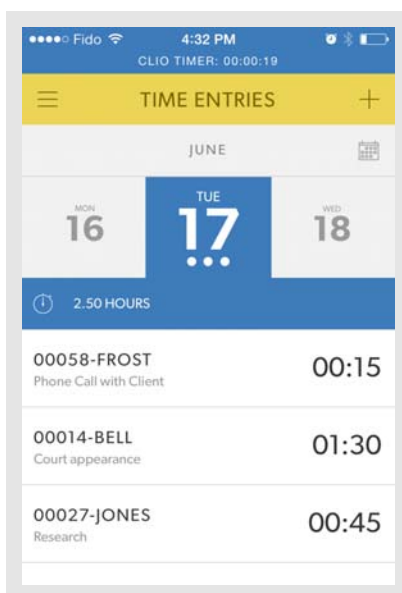 Fido 4:32 PM
CLIO TIMER: 00:00:19
TIME ENTRIES
JUNE
MON TUE WED
16 17 18
2.50 HOURS
00058-FROST 00:15
Phone Call with Client
00014-BELL 01:30
Court appearance
00027-JONES 00:45
Research